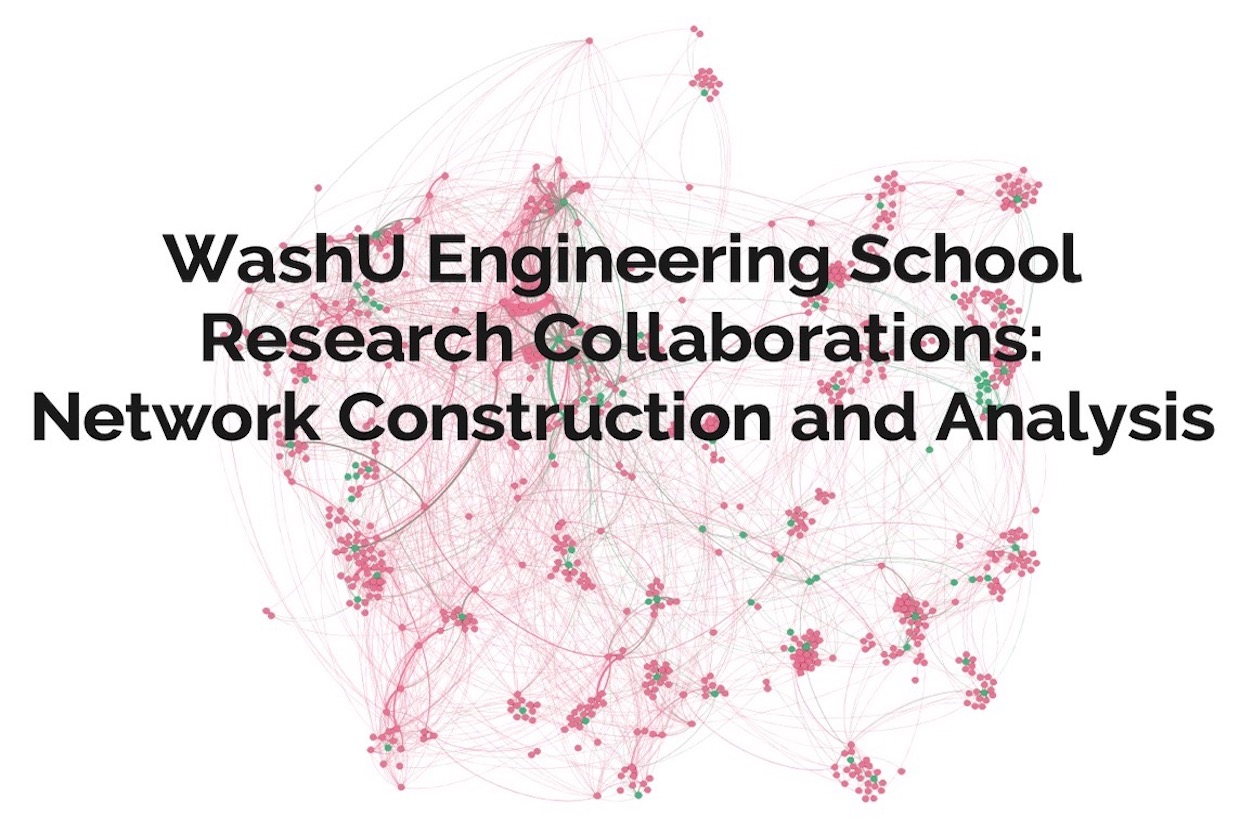 WashU Engineering School
Research Collaborations:
Network Construction and Analysis